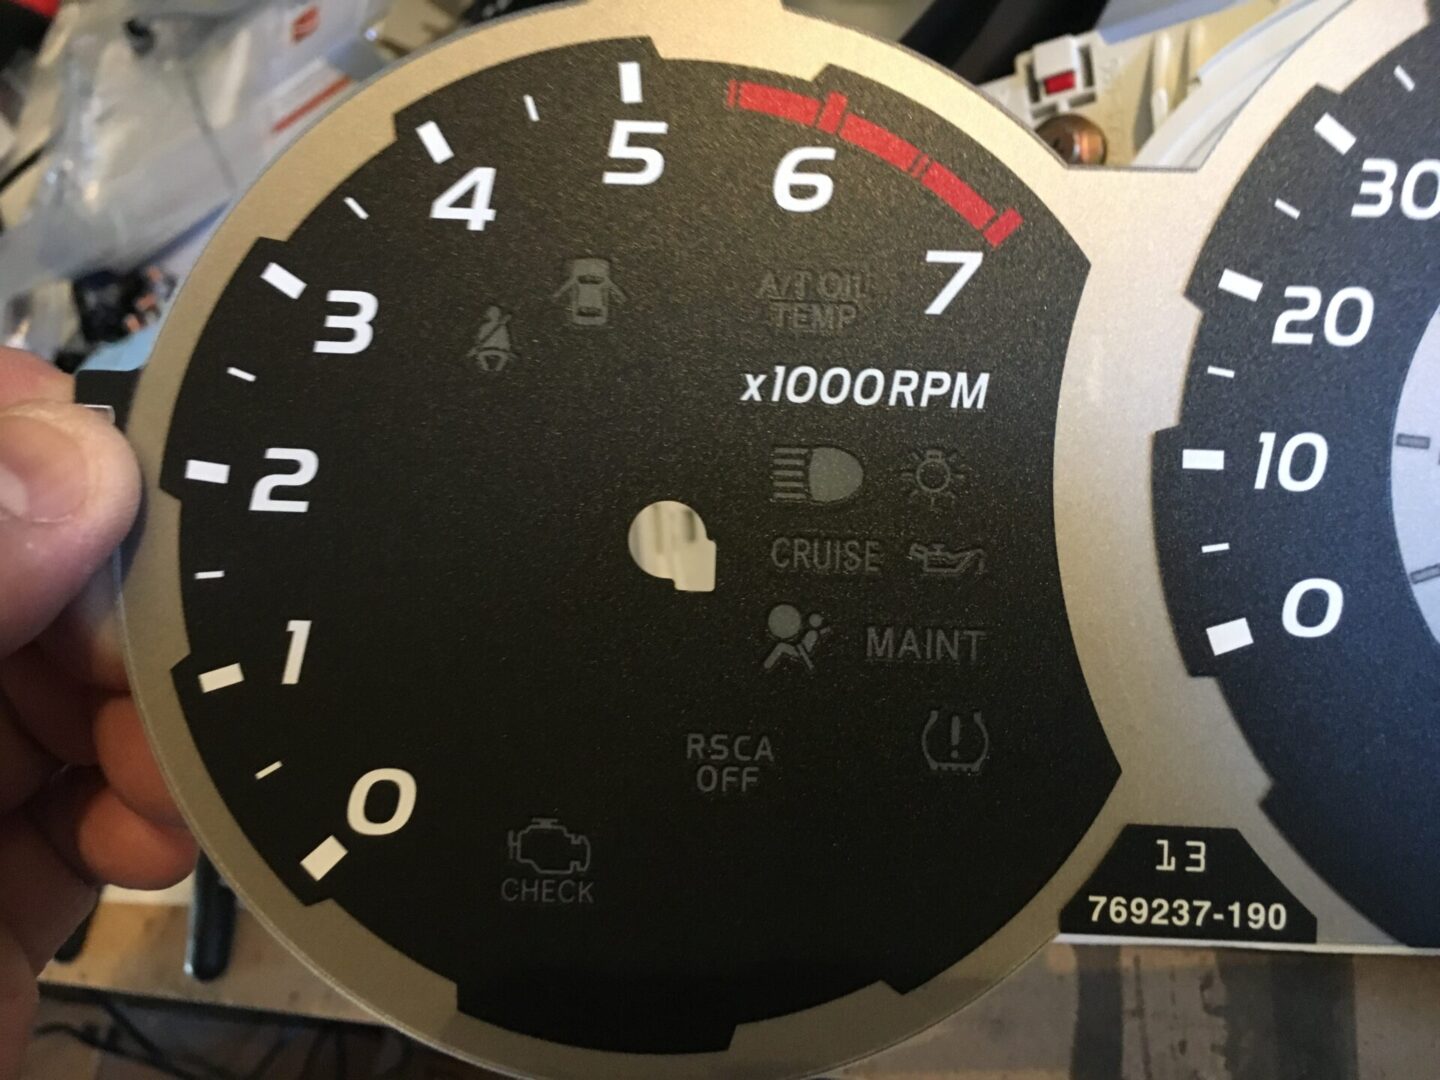 5
6
4
7
3
2
1
0
A/T OIL
TEMP
x1000RPM
CRUISE
MAINT
RSCA
OFF
CHECK
30
20
10
0
13
769237-190